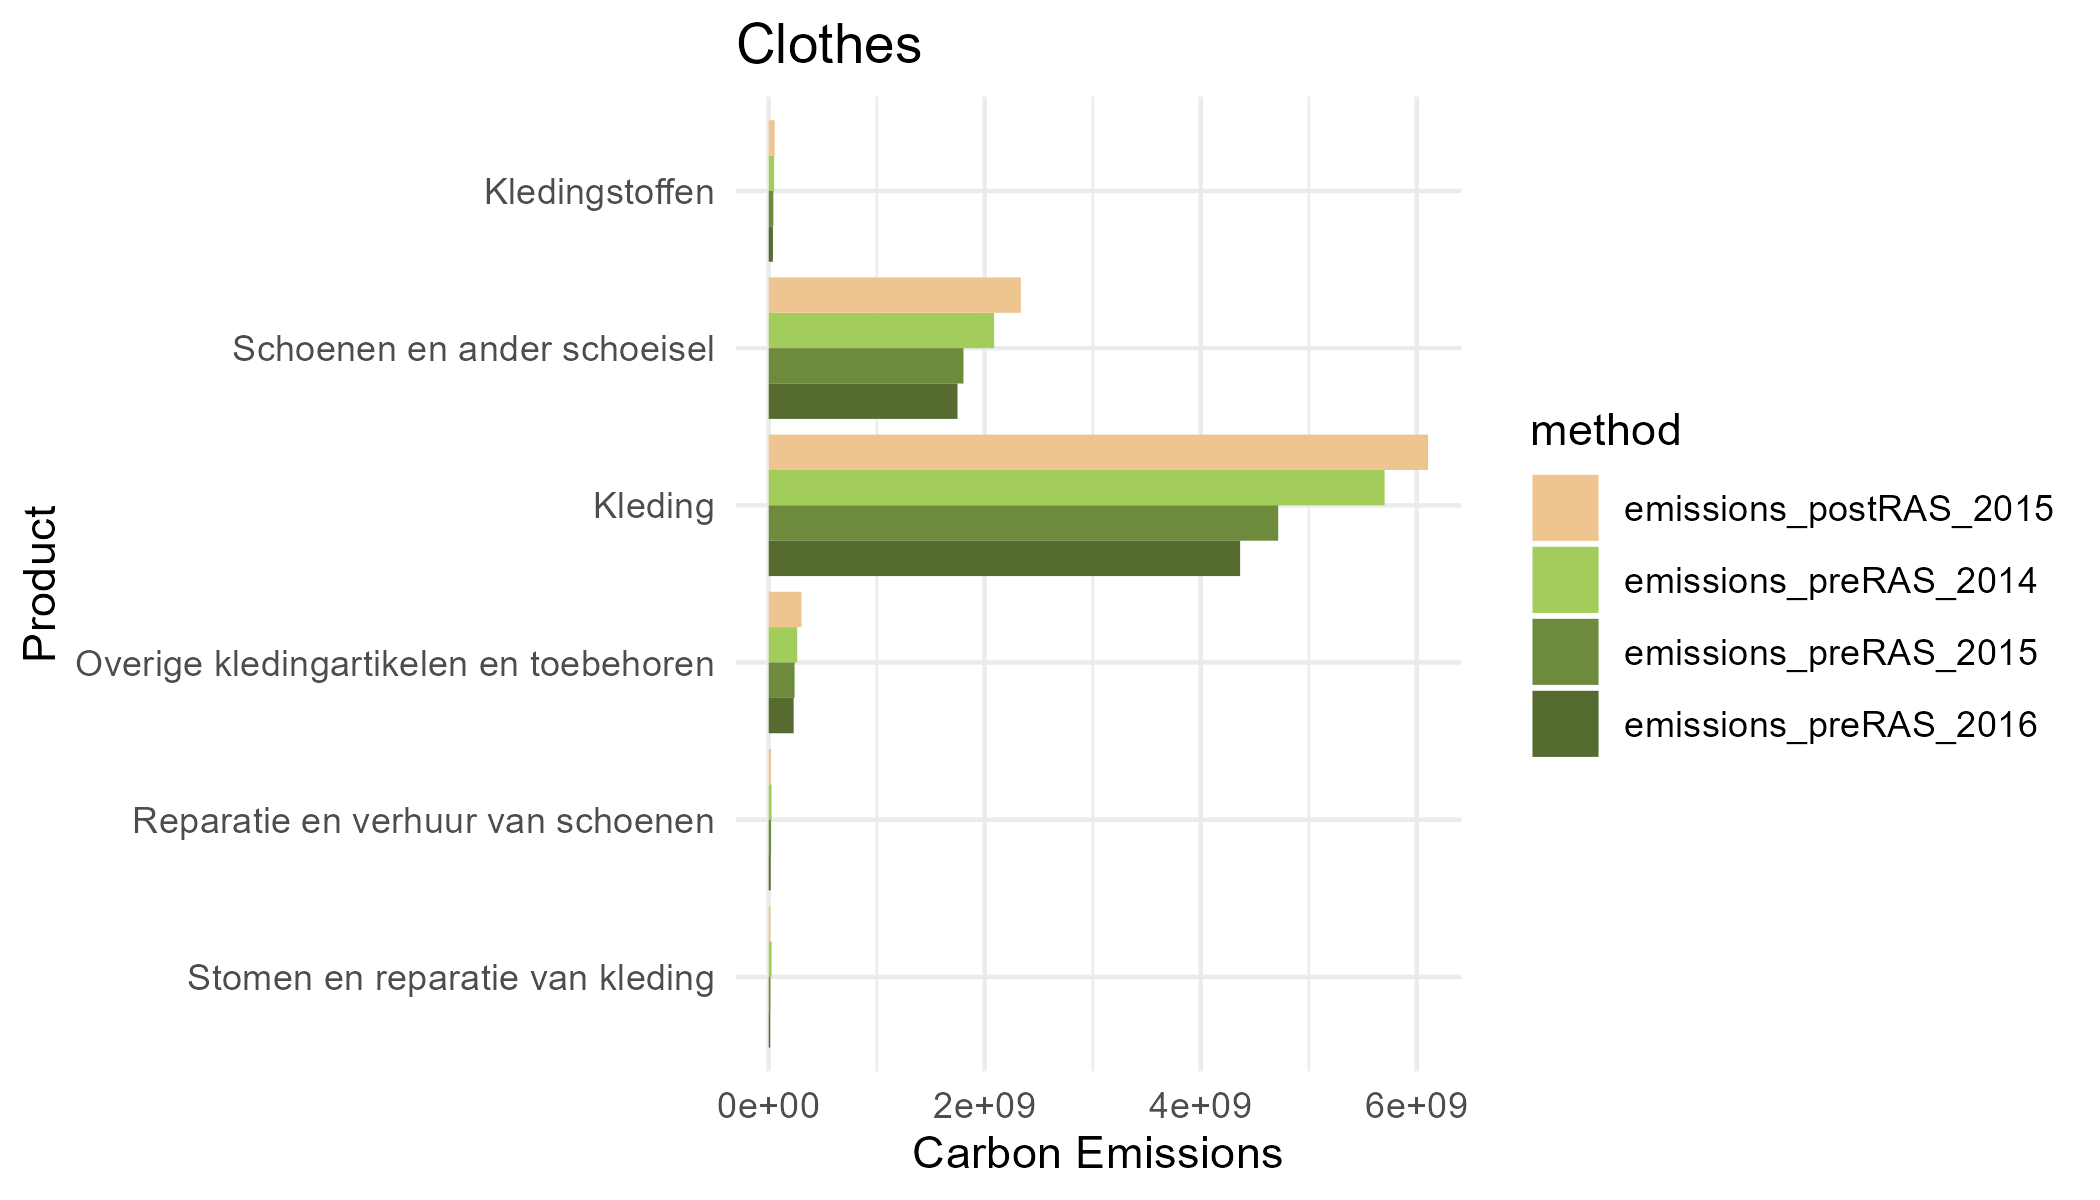 Clothes
Product
Kledingstoffen
Schoenen en ander schoeisel
Kleding
Overige kledingartikelen en toebehoren
Reparatie en verhuur van schoenen
Stomen en reparatie van kleding
0e+00 2e+09 4e+09 6e+09
Carbon Emissions
method
emissions_postRAS_2015
emissions_preRAS_2014
emissions_preRAS_2015
emissions_preRAS_2016